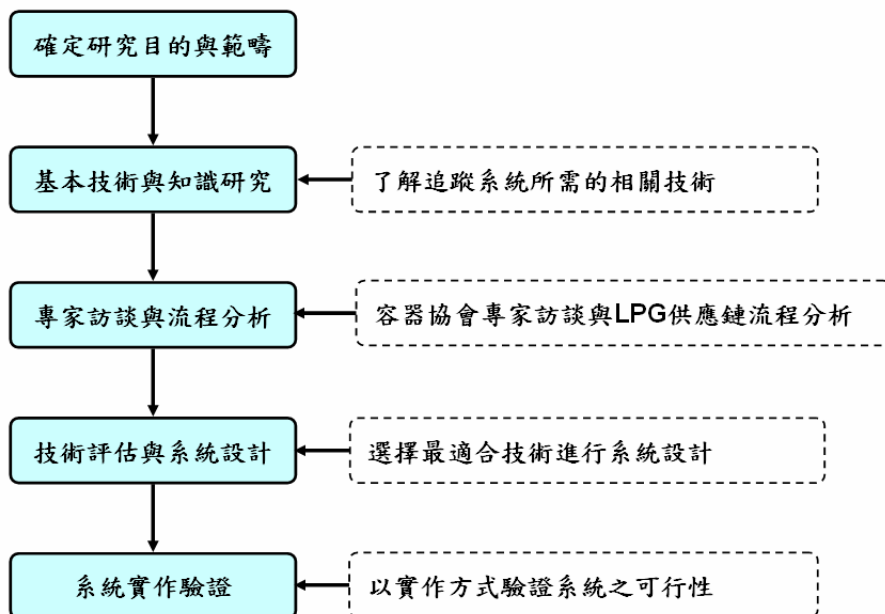 確定研究目的與範疇
基本技術與知識研究
了解追蹤系統所需的相關技術
專家訪談與流程分析
容器協會專家訪談與LPG供應鏈流程分析
技術評估與系統設計
選擇最適合技術進行系統設計
系統實作驗證
以實作方式驗證系統之可行性